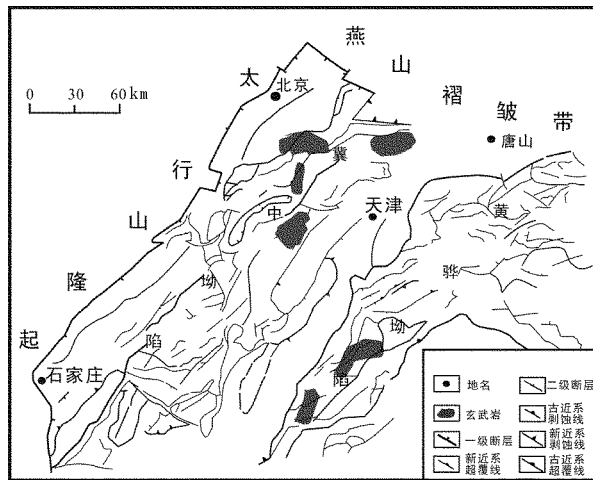 燕山褶皱带
太行山隆起
0 30 60 km
北京
唐山
天津
石家庄
冀中坳陷
黄骅坳陷
地名
玄武岩
一级断层
新近系
超覆线
二级断层
古近系
剥蚀线
新近系
剥蚀线
古近系
超覆线